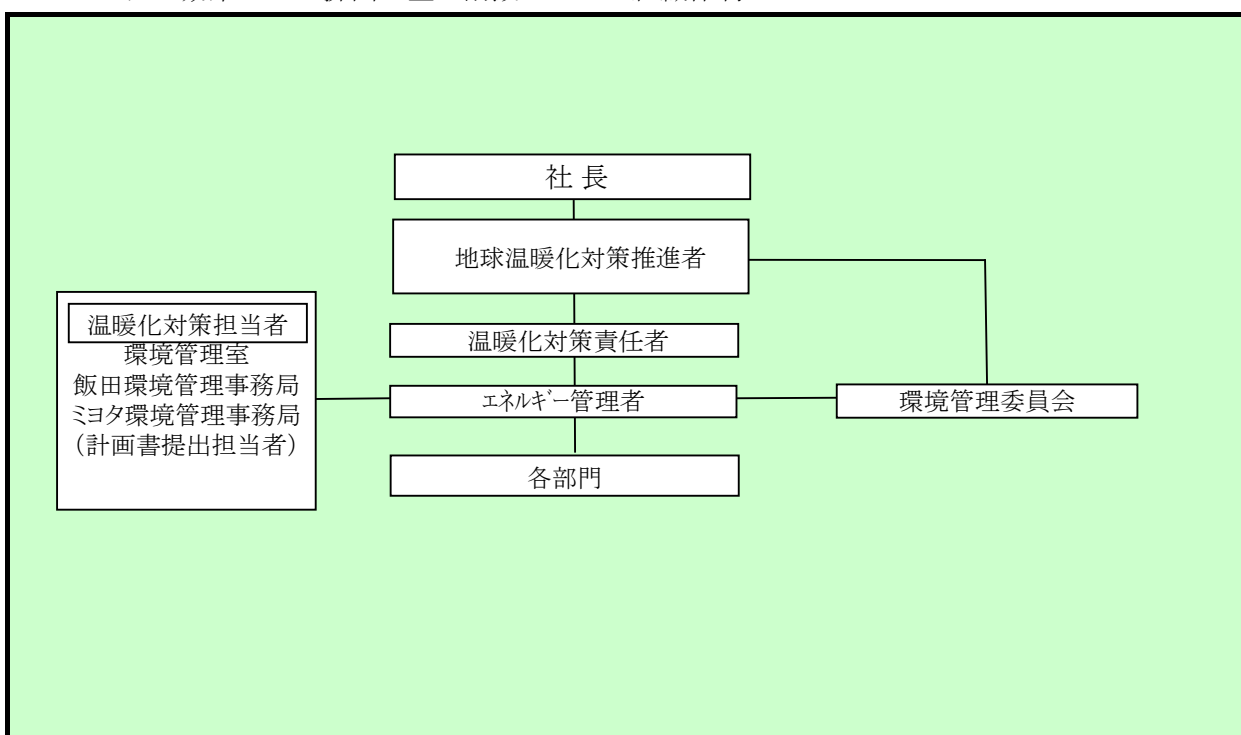 社 長
地球温暖化対策推進者
温暖化対策担当者
環境管理室
飯田環境管理事務局
ミヨタ環境管理事務局
（計画書提出担当者）
温暖化対策責任者
エネルギー管理者
環境管理委員会
各部門